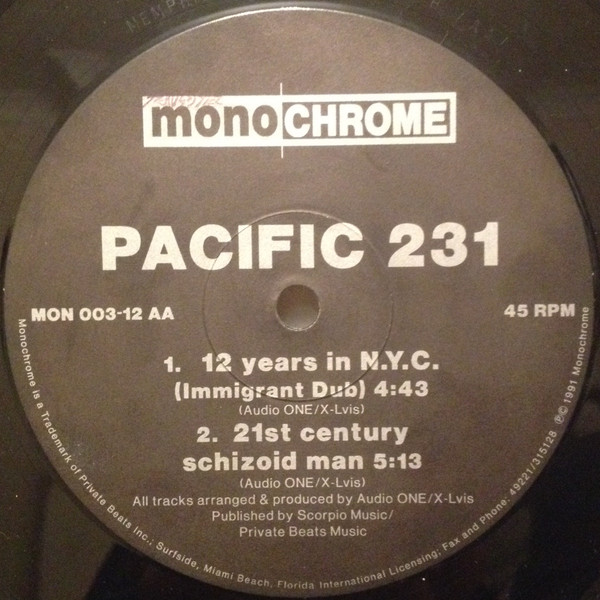 monoCHROME
PACIFIC 231
MON 003-12 AA
45 RPM
1. 12 years in N.Y.C.
(Immigrant Dub) 4:43
(Audio ONE/X-Lvis)
2. 21st century
schizoid man 5:13
(Audio ONE/X-Lvis)
All tracks arranged & produced by Audio ONE/X-Lvis
Published by Scorpio Music/
Private Beats Music
Monocchrome is a Trademark of Private Beats Inc.; Surfside, Miami Beach, Florida International Licensing; Fax and Phone: 49221/315128 ℗© 1991 Monochrome